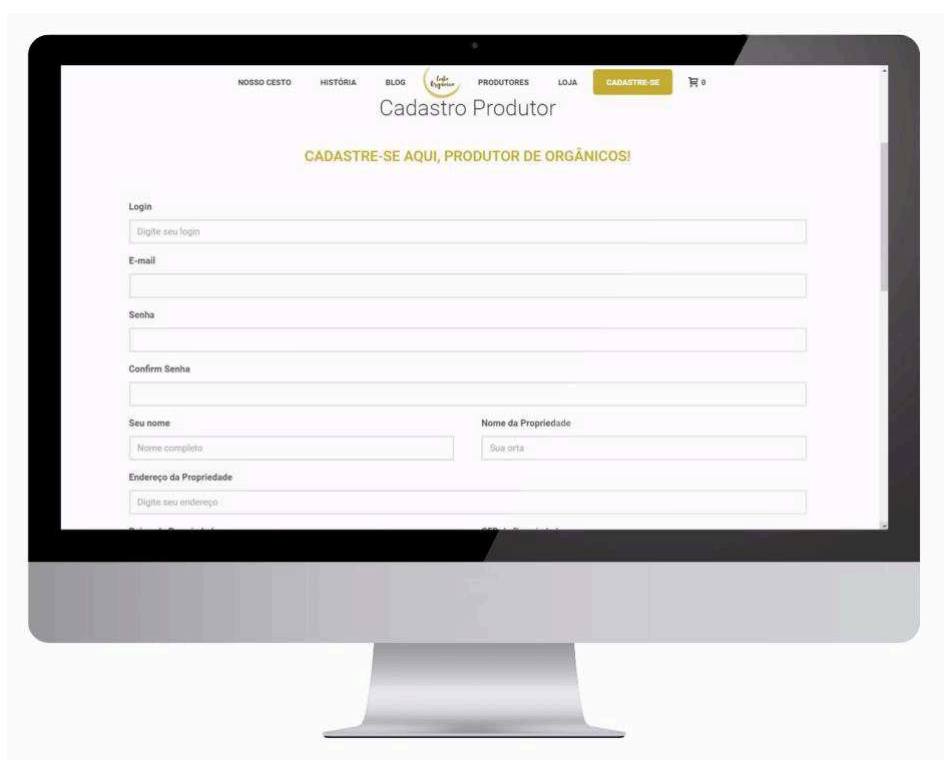 NOSSO CESTO HISTÓRIA BLOG Cesto Orgânico PRODUTORES LOJA CADASTRE-SE 0
Cadastro Produtor
CADASTRE-SE AQUI, PRODUTOR DE ORGÂNICOS!
Login
Digite seu login
E-mail
Senha
Confirm Senha
Seu nome Nome da Propriedade
Nome completo Sua orta
Endereço da Propriedade
Digite seu endereço